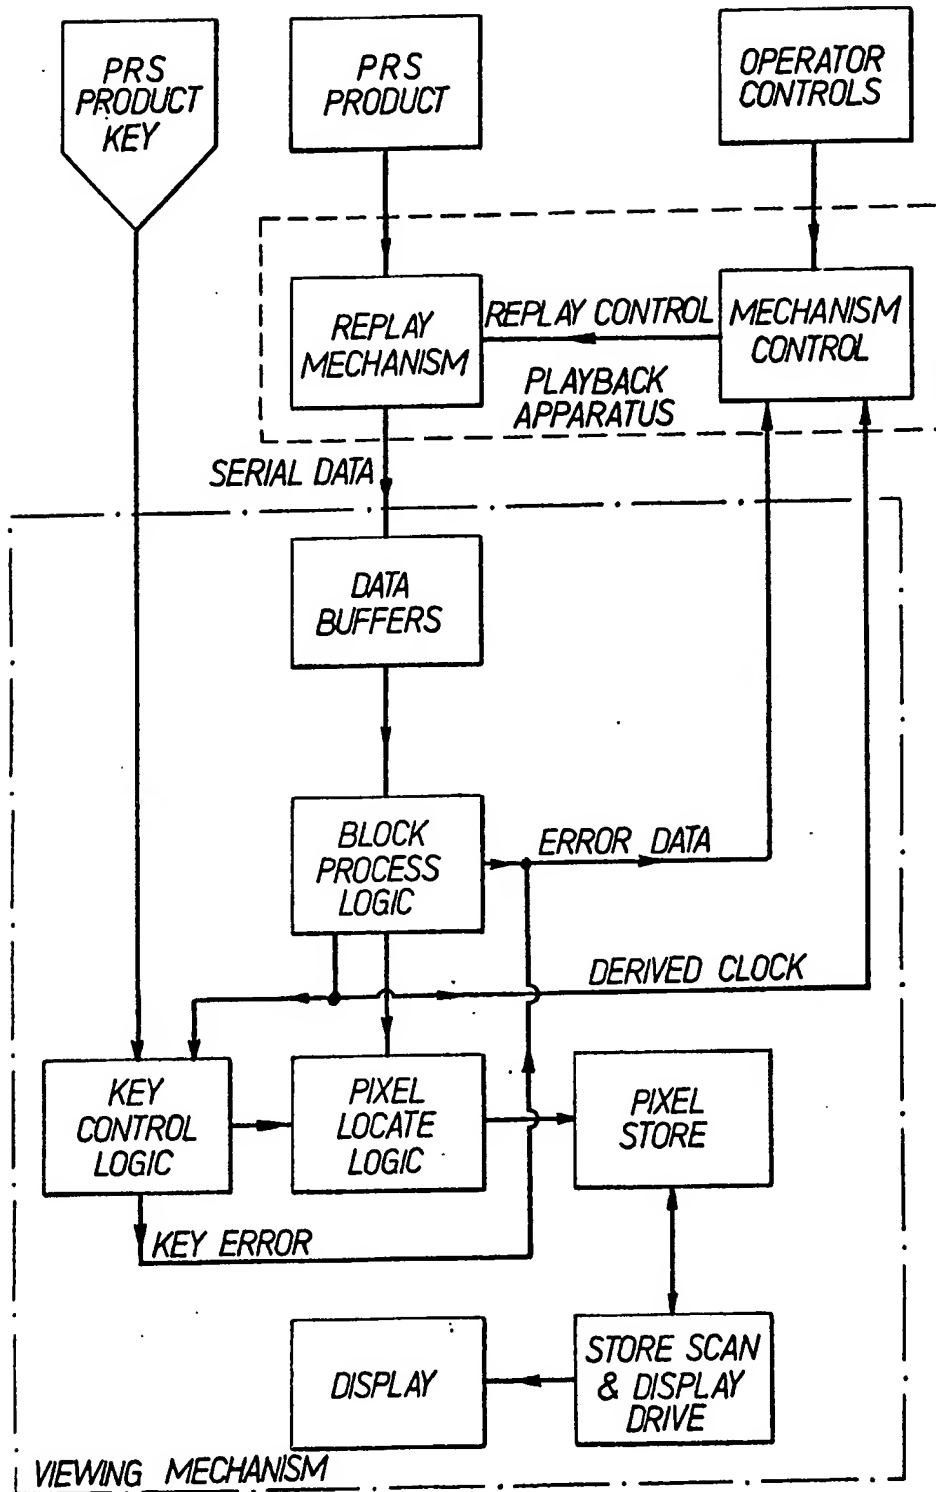 PRS
PRODUCT
KEY
PRS
PRODUCT
OPERATOR
CONTROLS
REPLAY
MECHANISM
REPLAY CONTROL
MECHANISM
CONTROL
PLAYBACK
APPARATUS
SERIAL DATA
DATA
BUFFERS
BLOCK
PROCESS
LOGIC
ERROR DATA
DERIVED CLOCK
KEY
CONTROL
LOGIC
PIXEL
LOCATE
LOGIC
PIXEL
STORE
KEY ERROR
DISPLAY
STORE SCAN
& DISPLAY
DRIVE
VIEWING MECHANISM